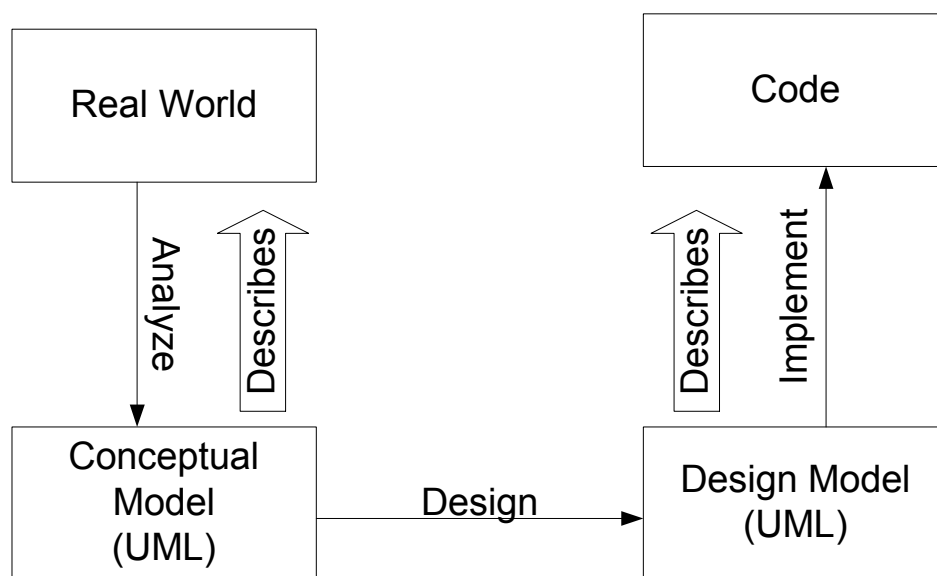 Real World
Code
Analyze
Describes
Describes
Implement
Conceptual
Model
(UML)
Design
Design Model
(UML)